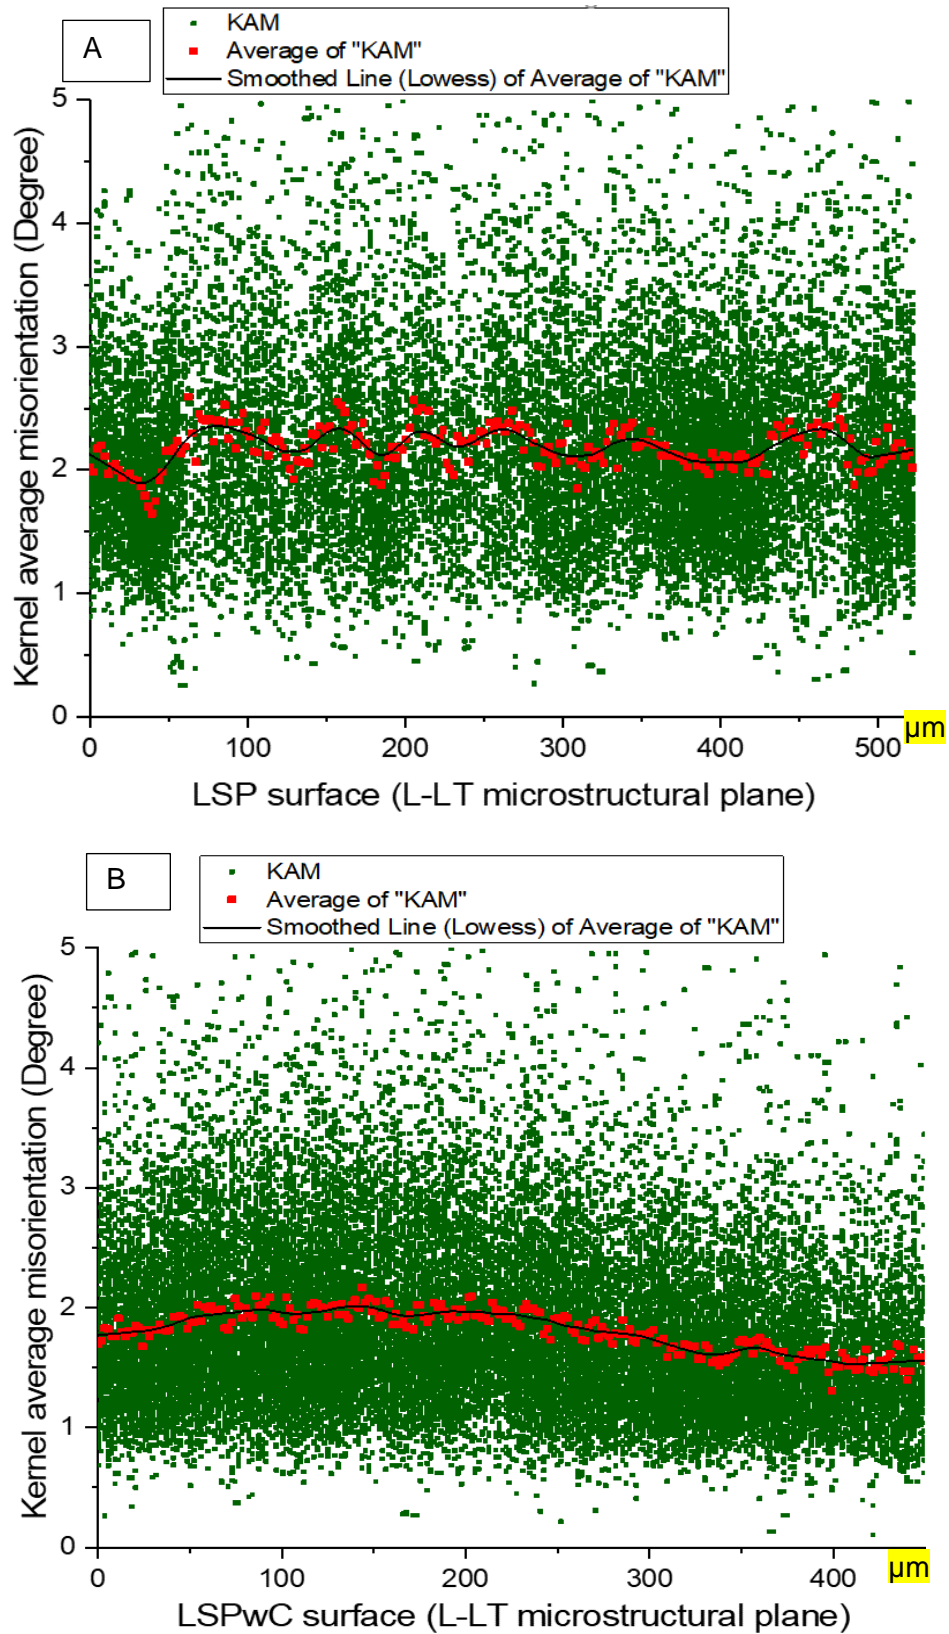 A
KAM
Average of "KAM"
Smoothed Line (Lowess) of Average of "KAM"
5
4
3
2
1
0
Kernel average misorientation (Degree)
0 100 200 300 400 500 µm
LSP surface (L-LT microstructural plane)
B
KAM
Average of "KAM"
Smoothed Line (Lowess) of Average of "KAM"
5
4
3
2
1
0
Kernel average misorientation (Degree)
0 100 200 300 400 µm
LSPwC surface (L-LT microstructural plane)